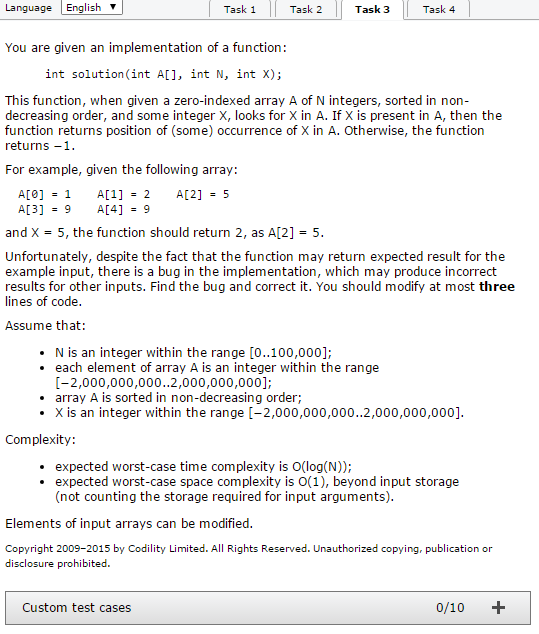 Language English ▼ Task 1 Task 2 Task 3 Task 4
You are given an implementation of a function:
int solution(int A[], int N, int X);
This function, when given a zero-indexed array A of N integers, sorted in non-
decreasing order, and some integer X, looks for X in A. If X is present in A, then the
function returns position of (some) occurrence of X in A. Otherwise, the function
returns −1.
For example, given the following array:
A[0] = 1 A[1] = 2 A[2] = 5
A[3] = 9 A[4] = 9
and X = 5, the function should return 2, as A[2] = 5.
Unfortunately, despite the fact that the function may return expected result for the
example input, there is a bug in the implementation, which may produce incorrect
results for other inputs. Find the bug and correct it. You should modify at most three
lines of code.
Assume that:
• N is an integer within the range [0..100,000];
• each element of array A is an integer within the range
[−2,000,000,000..2,000,000,000];
• array A is sorted in non-decreasing order;
• X is an integer within the range [−2,000,000,000..2,000,000,000].
Complexity:
• expected worst-case time complexity is O(log(N));
• expected worst-case space complexity is O(1), beyond input storage
(not counting the storage required for input arguments).
Elements of input arrays can be modified.
Copyright 2009–2015 by Codility Limited. All Rights Reserved. Unauthorized copying, publication or
disclosure prohibited.
Custom test cases 0/10 +